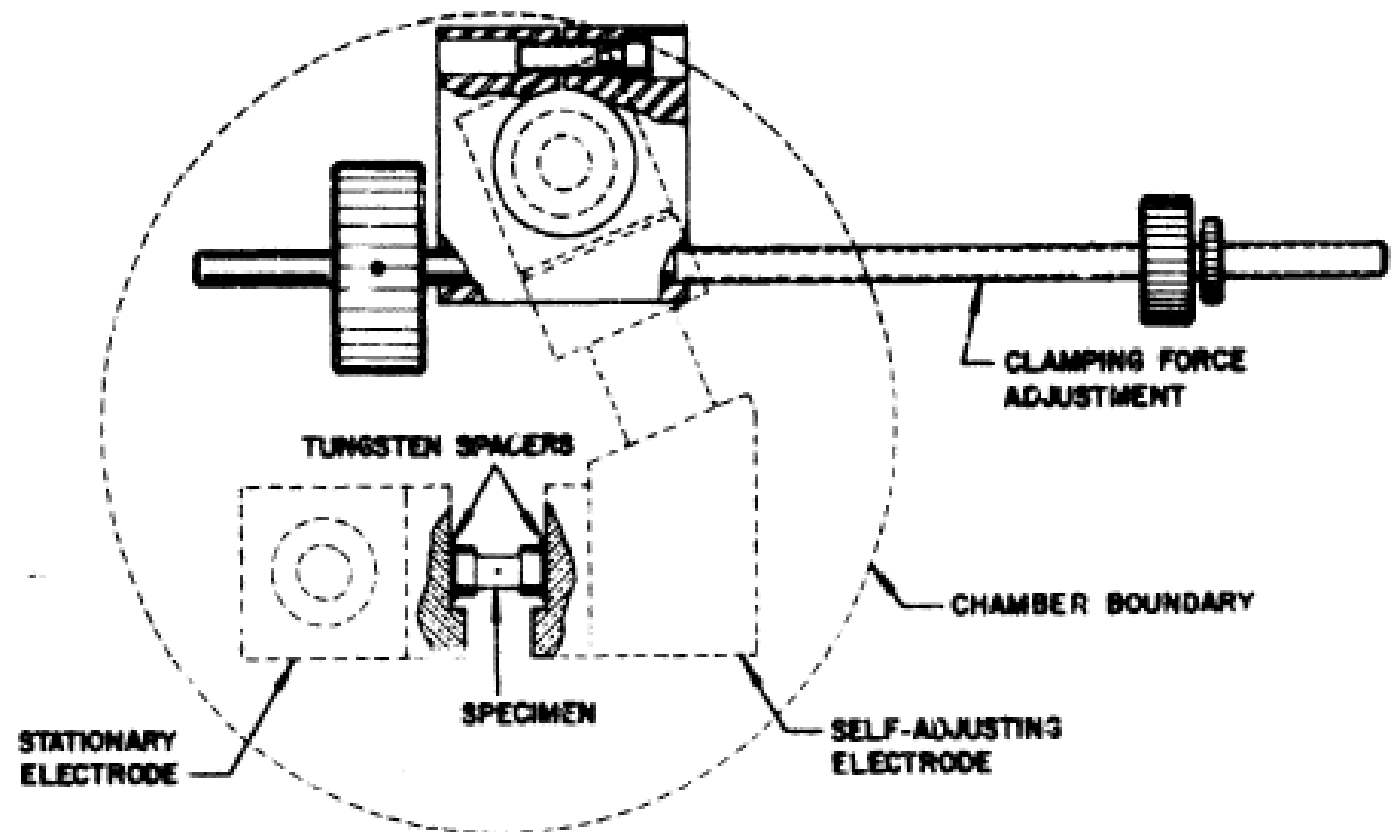 CLAMPING FORCE
ADJUSTMENT
TUNGSTEN SPACERS
CHAMBER BOUNDARY
SPECIMEN
STATIONARY
ELECTRODE
SELF-ADJUSTING
ELECTRODE